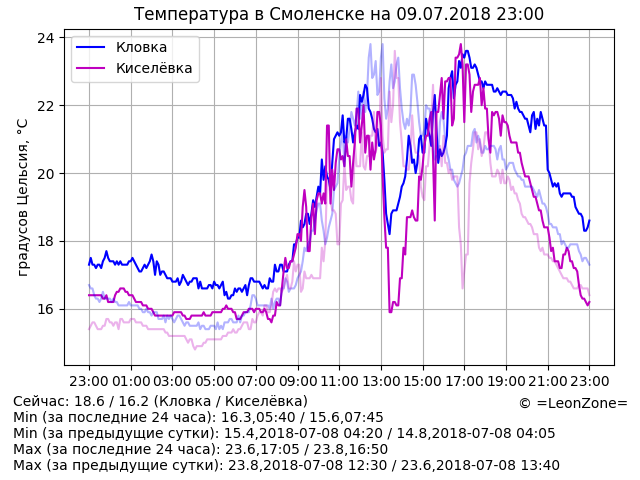 Температура в Смоленске на 09.07.2018 23:00
Кловка
Киселёвка
градусов Цельсия, °C
24
22
20
18
16
23:00 01:00 03:00 05:00 07:00 09:00 11:00 13:00 15:00 17:00 19:00 21:00 23:00
Сейчас: 18.6 / 16.2 (Кловка / Киселёвка)
© =LeonZone=
Min (за последние 24 часа): 16.3,05:40 / 15.6,07:45
Min (за предыдущие сутки): 15.4,2018-07-08 04:20 / 14.8,2018-07-08 04:05
Max (за последние 24 часа): 23.6,17:05 / 23.8,16:50
Max (за предыдущие сутки): 23.8,2018-07-08 12:30 / 23.6,2018-07-08 13:40